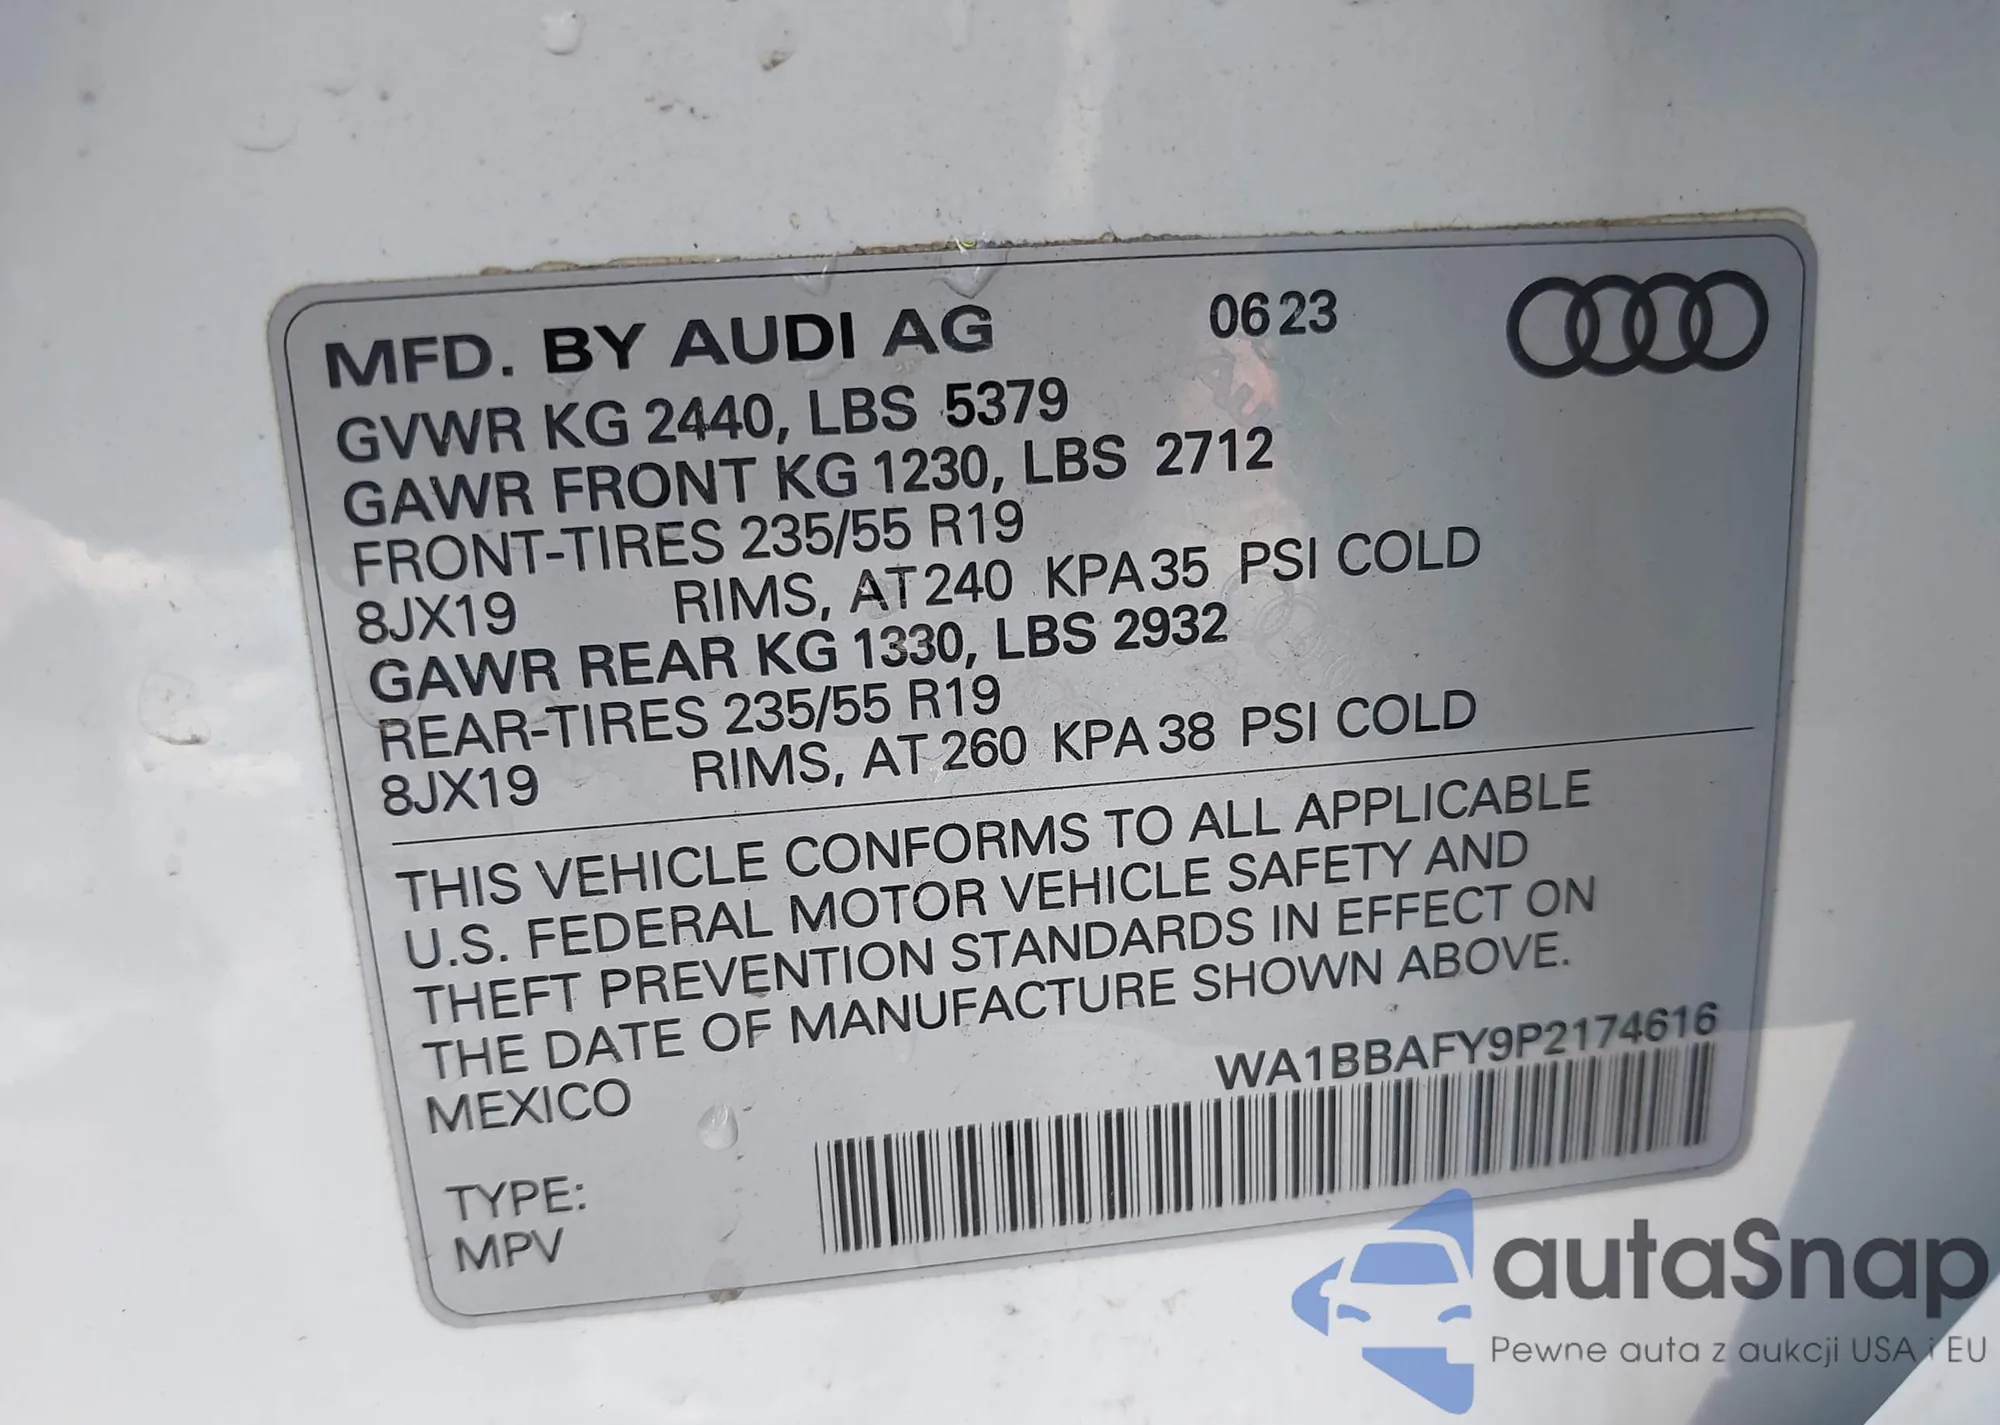 MFD. BY AUDI AG 06 23
GVWR KG 2440, LBS 5379
GAWR FRONT KG 1230, LBS 2712
FRONT-TIRES 235/55 R19
8JX19 RIMS, AT 240 KPA 35 PSI COLD
GAWR REAR KG 1330, LBS 2932
REAR-TIRES 235/55 R19
8JX19 RIMS, AT 260 KPA 38 PSI COLD
THIS VEHICLE CONFORMS TO ALL APPLICABLE
U.S. FEDERAL MOTOR VEHICLE SAFETY AND
THEFT PREVENTION STANDARDS IN EFFECT ON
THE DATE OF MANUFACTURE SHOWN ABOVE.
MEXICO
WA1BBAFY9P2174616
TYPE:
MPV
autaSnap
Pewne auta z aukcji USA i EU